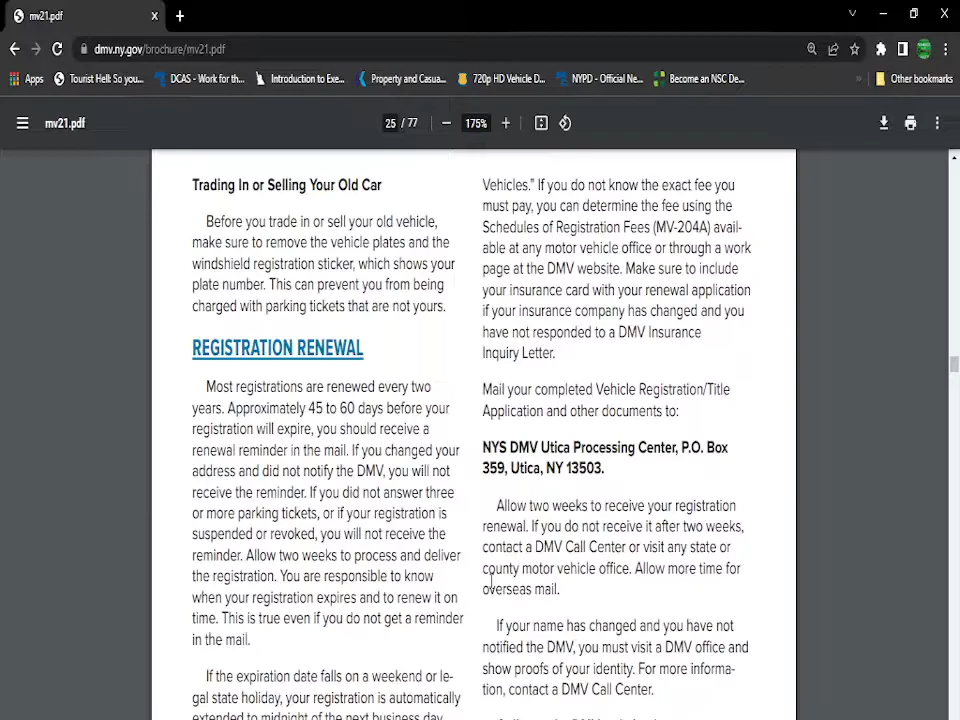 mv21.pdf
dmv.ny.gov/brochure/mv21.pdf
Apps
Tourist Help: So you...
DCAS - Work for th...
Introduction to Exe...
Property and Casua...
720p HD Vehicle D...
NYPD - Official Ne...
Become an NSC De...
Other bookmarks
mv21.pdf
25 / 77
175%
Trading In or Selling Your Old Car
Before you trade in or sell your old vehicle,
make sure to remove the vehicle plates and the
windshield registration sticker, which shows your
plate number. This can prevent you from being
charged with parking tickets that are not yours.
REGISTRATION RENEWAL
Most registrations are renewed every two
years. Approximately 45 to 60 days before your
registration will expire, you should receive a
renewal reminder in the mail. If you changed your
address and did not notify the DMV, you will not
receive the reminder. If you did not answer three
or more parking tickets, or if your registration is
suspended or revoked, you will not receive the
reminder. Allow two weeks to process and deliver
the registration. You are responsible to know
when your registration expires and to renew it on
time. This is true even if you do not get a reminder
in the mail.
If the expiration date falls on a weekend or le-
gal state holiday, your registration is automatically
extended to midnight of the next business day.
Vehicles.” If you do not know the exact fee you
must pay, you can determine the fee using the
Schedules of Registration Fees (MV-204A) avail-
able at any motor vehicle office or through a work
page at the DMV website. Make sure to include
your insurance card with your renewal application
if your insurance company has changed and you
have not responded to a DMV Insurance
Inquiry Letter.
Mail your completed Vehicle Registration/Title
Application and other documents to:
NYS DMV Utica Processing Center, P.O. Box
359, Utica, NY 13503.
Allow two weeks to receive your registration
renewal. If you do not receive it after two weeks,
contact a DMV Call Center or visit any state or
county motor vehicle office. Allow more time for
overseas mail.
If your name has changed and you have not
notified the DMV, you must visit a DMV office and
show proofs of your identity. For more informa-
tion, contact a DMV Call Center.